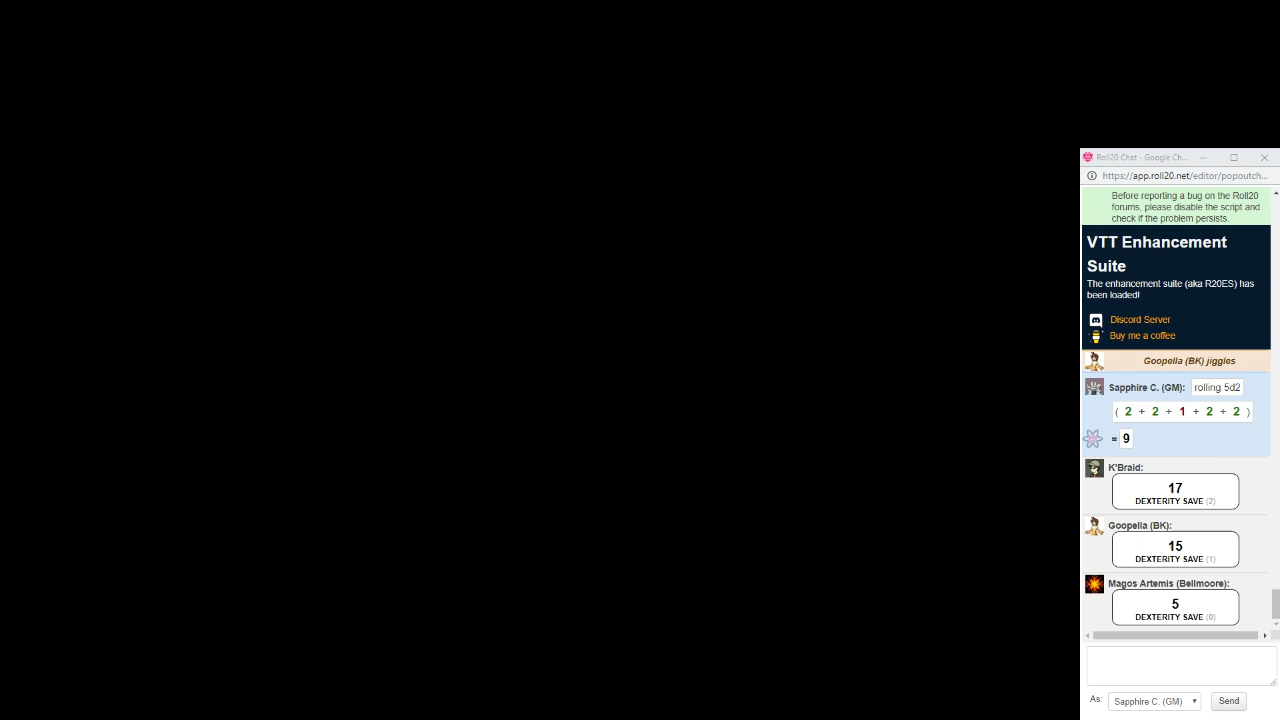 Roll20 Chat - Google Ch...
https://app.roll20.net/editor/popoutch...
Before reporting a bug on the Roll20
forums, please disable the script and
check if the problem persists.
VTT Enhancement
Suite
The enhancement suite (aka R20ES) has
been loaded!
Discord Server
Buy me a coffee
Goopella (BK) jiggles
Sapphire C. (GM): rolling 5d2
( 2 + 2 + 1 + 2 + 2 )
= 9
K'Braid:
17
DEXTERITY SAVE (2)
Goopella (BK):
15
DEXTERITY SAVE (1)
Magos Artemis (Bellmoore):
5
DEXTERITY SAVE (0)
As: Sapphire C. (GM) Send